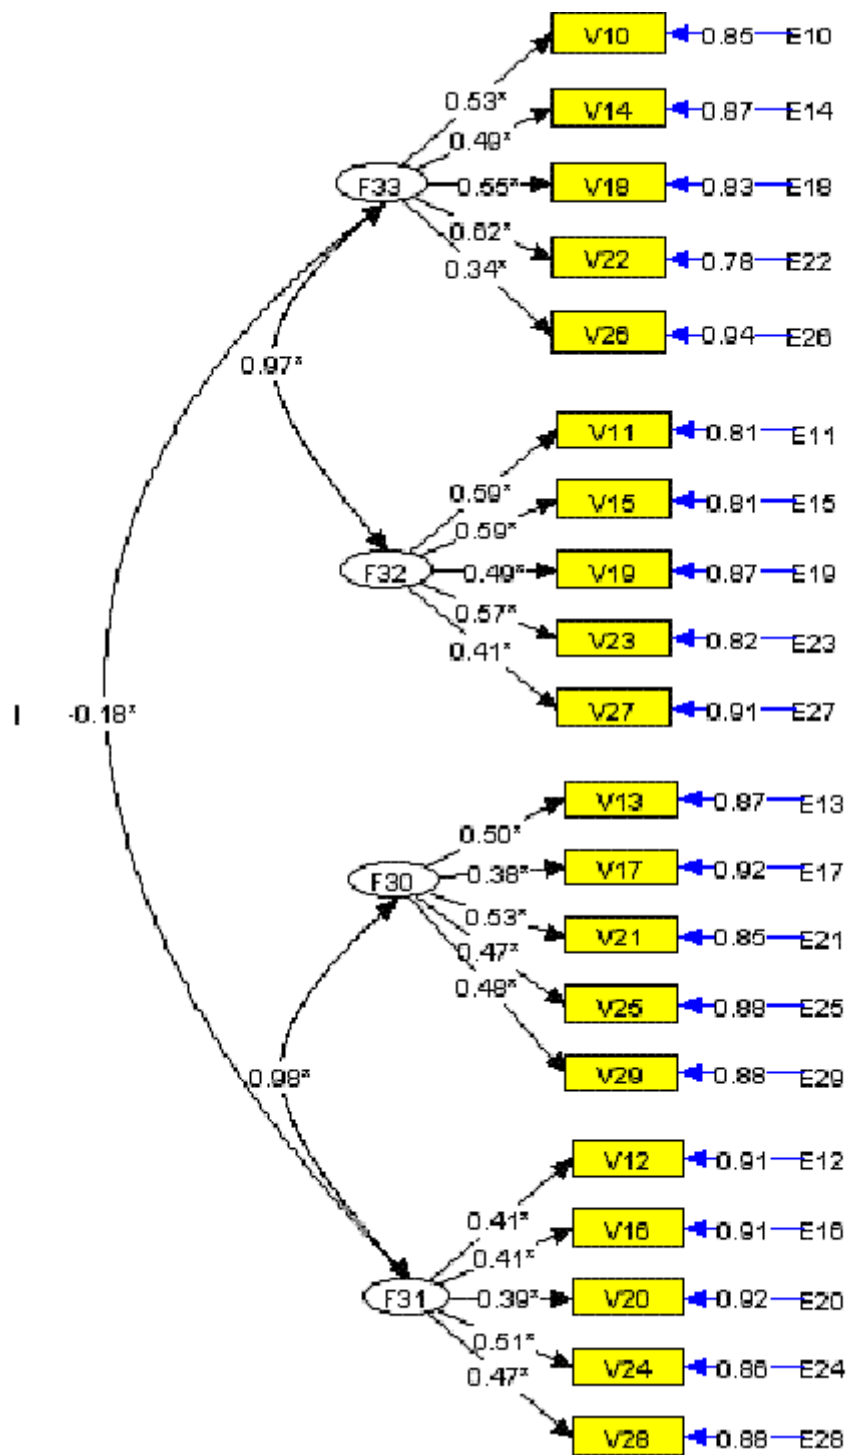 V10 0.85 E10
0.53*
V14 0.87 E14
0.49*
F33 0.55* V18 0.83 E18
0.62*
V22 0.78 E22
0.34*
V26 0.94 E26
0.97*
V11 0.81 E11
0.59*
V15 0.81 E15
0.59*
F32 0.49* V19 0.87 E19
0.57*
V23 0.82 E23
0.41*
V27 0.91 E27
I -0.18*
V13 0.87 E13
0.50*
F30 0.38* V17 0.92 E17
0.53*
V21 0.85 E21
0.47*
0.48*
V25 0.88 E25
V29 0.88 E29
0.98*
V12 0.91 E12
0.41*
V16 0.91 E16
0.41*
F31 0.39* V20 0.92 E20
0.51*
V24 0.86 E24
0.47*
V28 0.88 E28